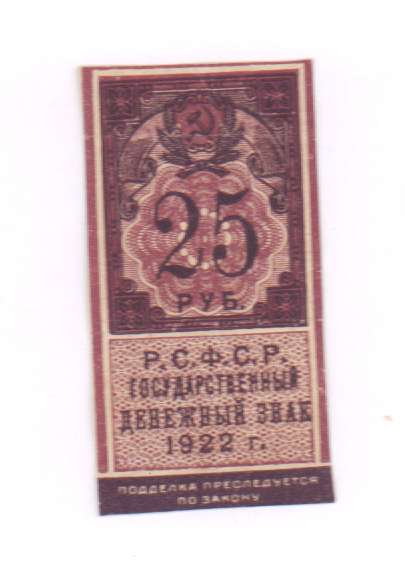 25
РУБ.
Р.С.Ф.С.Р.
ГОСУДАРСТВЕННЫЙ
ДЕНЕЖНЫЙ ЗНАК
1922 г.
ПОДДЕЛКА ПРЕСЛЕДУЕТСЯ
ПО ЗАКОНУ